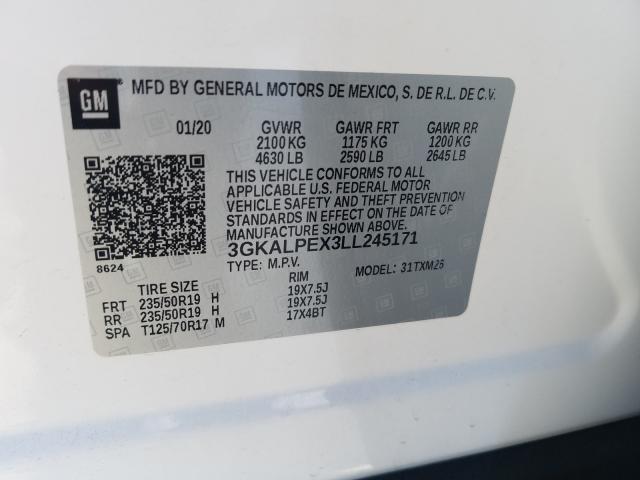 GM
MFD BY GENERAL MOTORS DE MEXICO, S. DE R.L. DE C.V.
01/20 GVWR GAWR FRT GAWR RR
2100 KG 1175 KG 1200 KG
4630 LB 2590 LB 2645 LB
THIS VEHICLE CONFORMS TO ALL
APPLICABLE U.S. FEDERAL MOTOR
VEHICLE SAFETY AND THEFT PREVENTION
STANDARDS IN EFFECT ON THE DATE OF
MANUFACTURE SHOWN ABOVE.
3GKALPEX3LL245171
8624
TYPE: M.P.V. MODEL: 31TXM26
TIRE SIZE RIM
FRT 235/50R19 H 19X7.5J
RR 235/50R19 H 19X7.5J
SPA T125/70R17 M 17X4BT